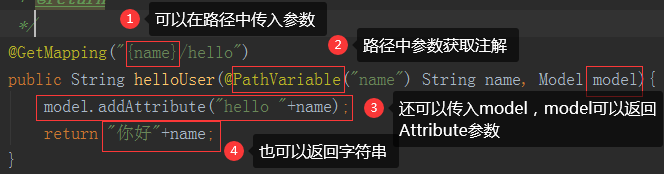 * @return
*/
1 可以在路径中传入参数
@GetMapping("{name}/hello")
2 路径中参数获取注解
public String helloUser(@PathVariable("name") String name, Model model){
model.addAttribute("hello "+name);
3 还可以传入model，model可以返回
Attribute参数
return "你好"+name;
4 也可以返回字符串
}